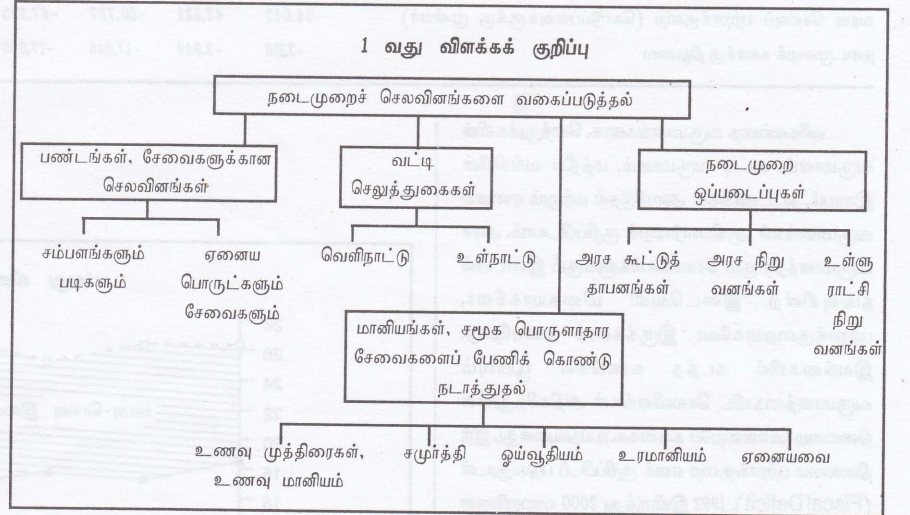 1 வது விளக்கக் குறிப்பு
நடைமுறைச் செலவினங்களை வகைப்படுத்தல்
பண்டங்கள், சேவைகளுக்கான
செலவினங்கள்
வட்டி
செலுத்துகைகள்
நடைமுறை
ஒப்படைப்புகள்
சம்பளங்களும்
படிகளும்
ஏனைய
பொருட்களும்
சேவைகளும்
வெளிநாட்டு
உள்நாட்டு
அரச கூட்டுத்
தாபனங்கள்
அரச நிறு
வனங்கள்
உள்ளு
ராட்சி
நிறு
வனங்கள்
மானியங்கள், சமூக பொருளாதார
சேவைகளைப் பேணிக் கொண்டு
நடாத்துதல்
உணவு முத்திரைகள்,
உணவு மானியம்
சமுர்த்தி
ஓய்வூதியம்
உரமானியம்
ஏனையவை